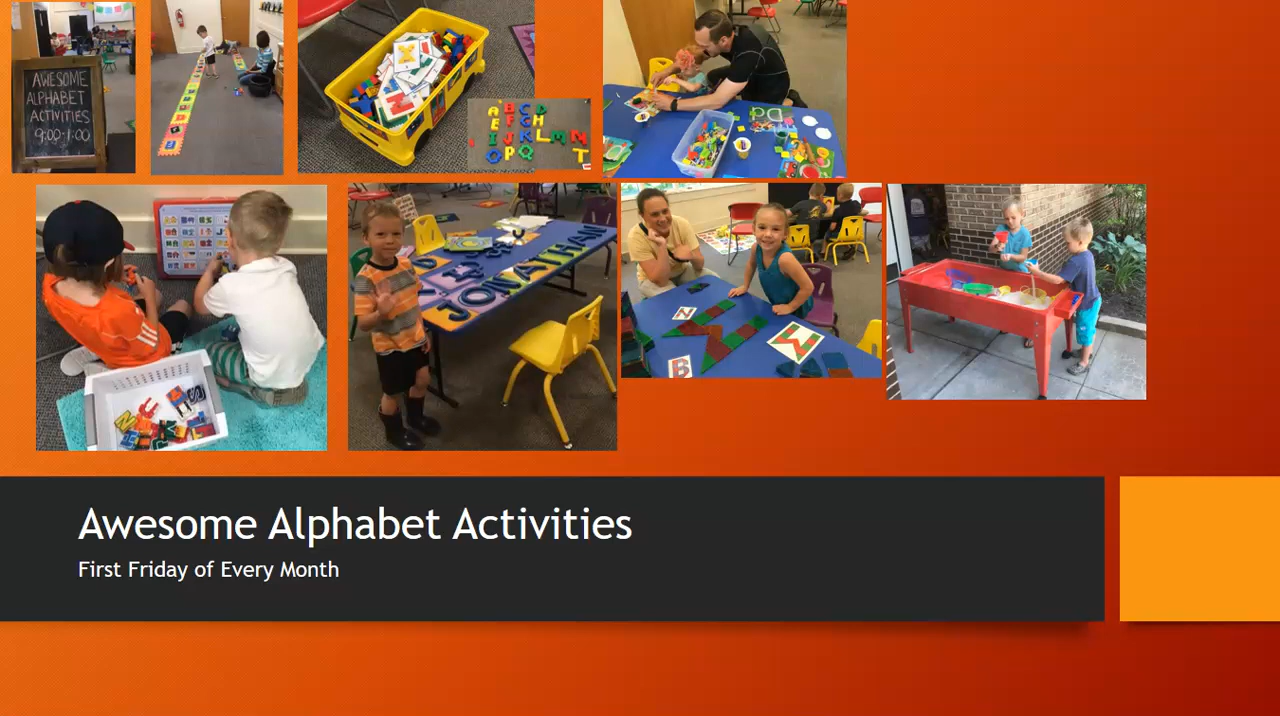 AWESOME
ALPHABET
ACTIVITIES
9:00-1:00
A B C D
E F G H
I J K L M N
O P Q T
JONATHAN
N
M
B
Awesome Alphabet Activities
First Friday of Every Month